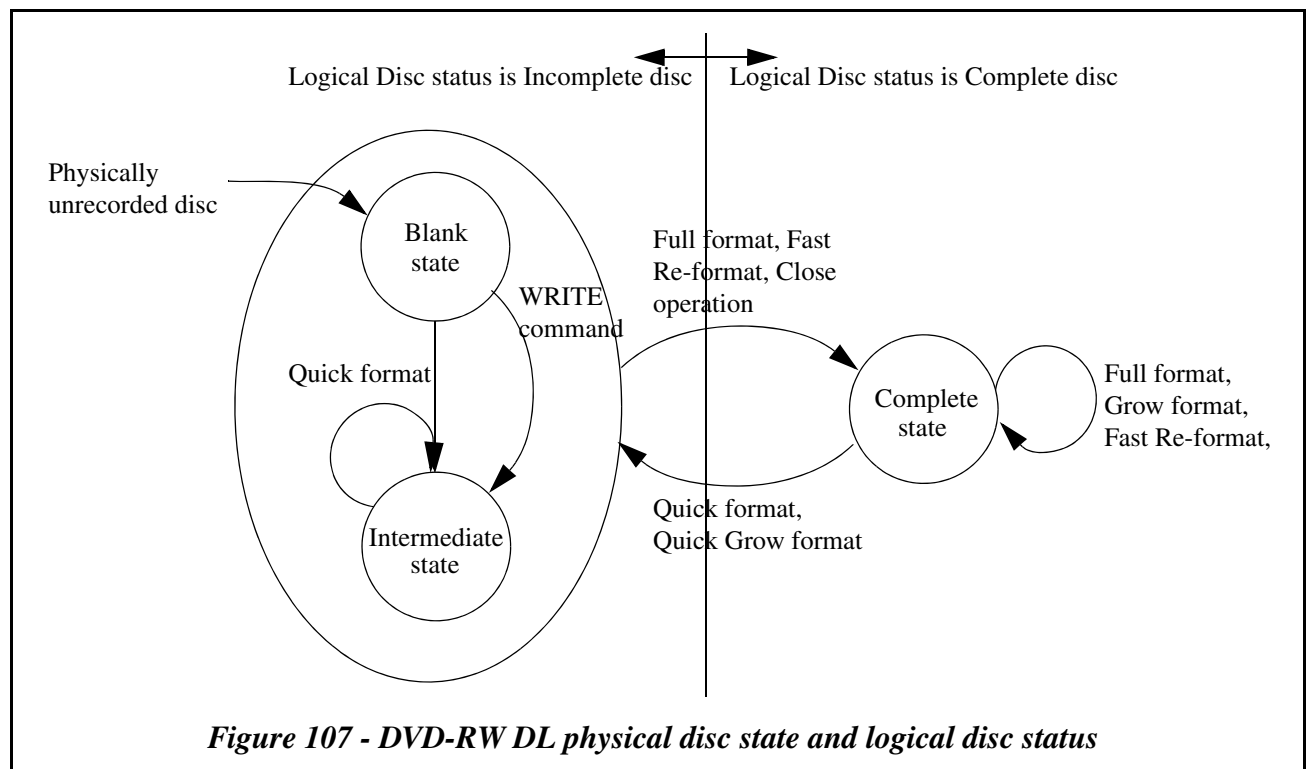 Logical Disc status is Incomplete disc
Logical Disc status is Complete disc
Physically
unrecorded disc
Blank
state
WRITE
command
Quick format
Intermediate
state
Full format, Fast
Re-format, Close
operation
Quick format,
Quick Grow format
Complete
state
Full format,
Grow format,
Fast Re-format,
Figure 107 - DVD-RW DL physical disc state and logical disc status